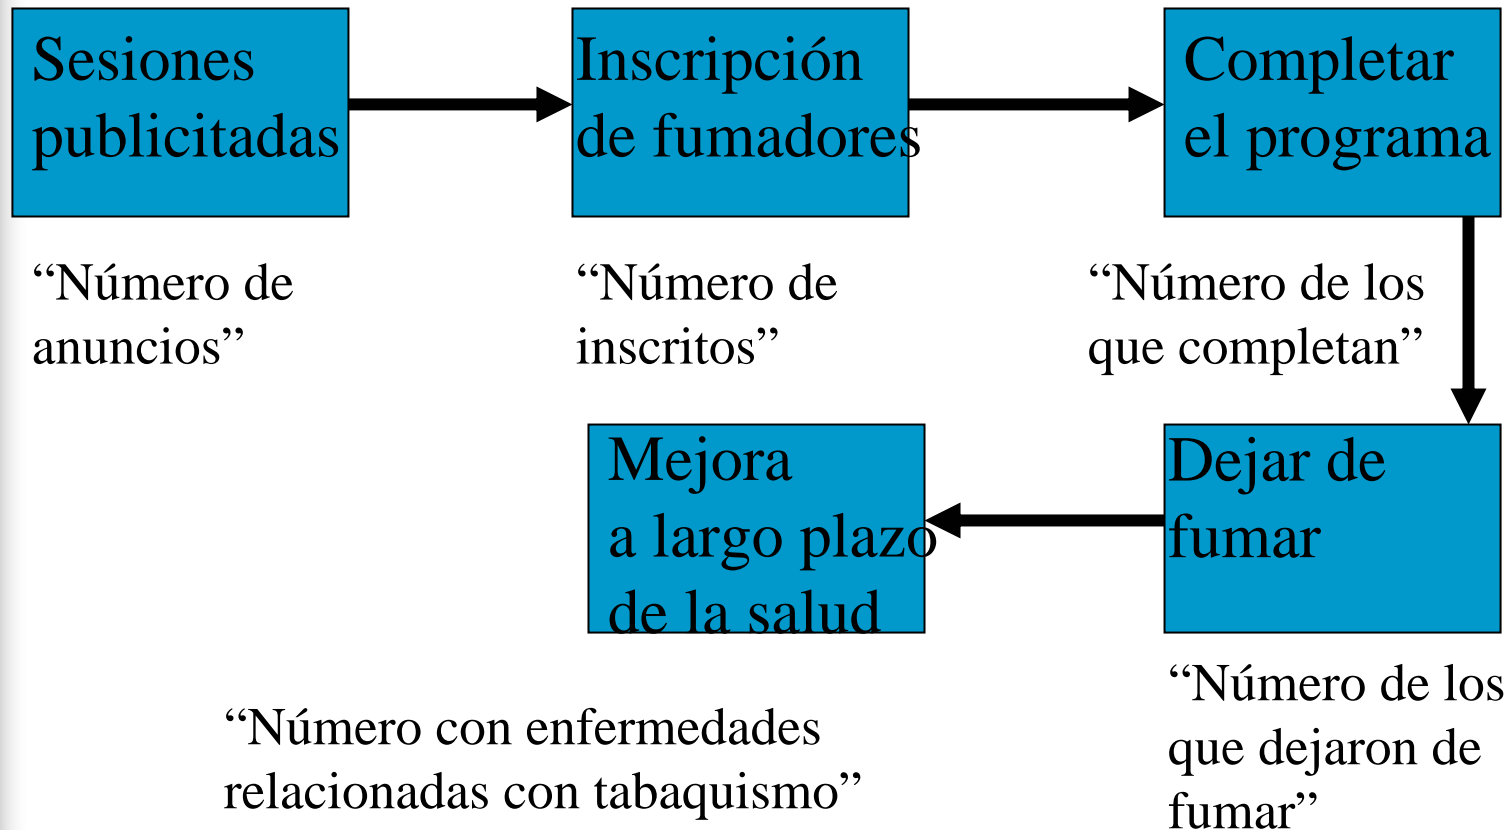 Sesiones
publicitadas
Inscripción
de fumadores
Completar
el programa
“Número de
anuncios”
“Número de
inscritos”
“Número de los
que completan”
Dejar de
fumar
“Número de los
que dejaron de
fumar”
Mejora
a largo plazo
de la salud
“Número con enfermedades
relacionadas con tabaquismo”